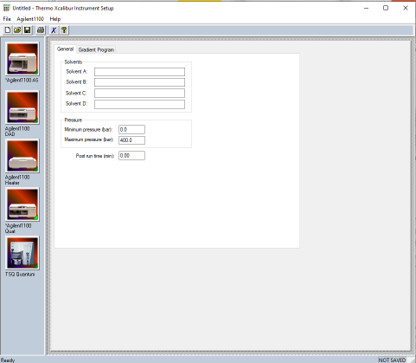 Untitled - Thermo Xcalibur Instrument Setup
File Agilent1100 Help
General Gradient Program
Solvents
Solvent A:
Solvent B:
Solvent C:
Solvent D:
Pressure
Minimum pressure (bar): 0.0
Maximum pressure (bar): 400.0
Post run time (min) 0.00
*Agilent1100 AS
Agilent1100
DAD
Agilent1100
Heater
*Agilent1100
Quat
TSQ Quantum
Ready NOT SAVED